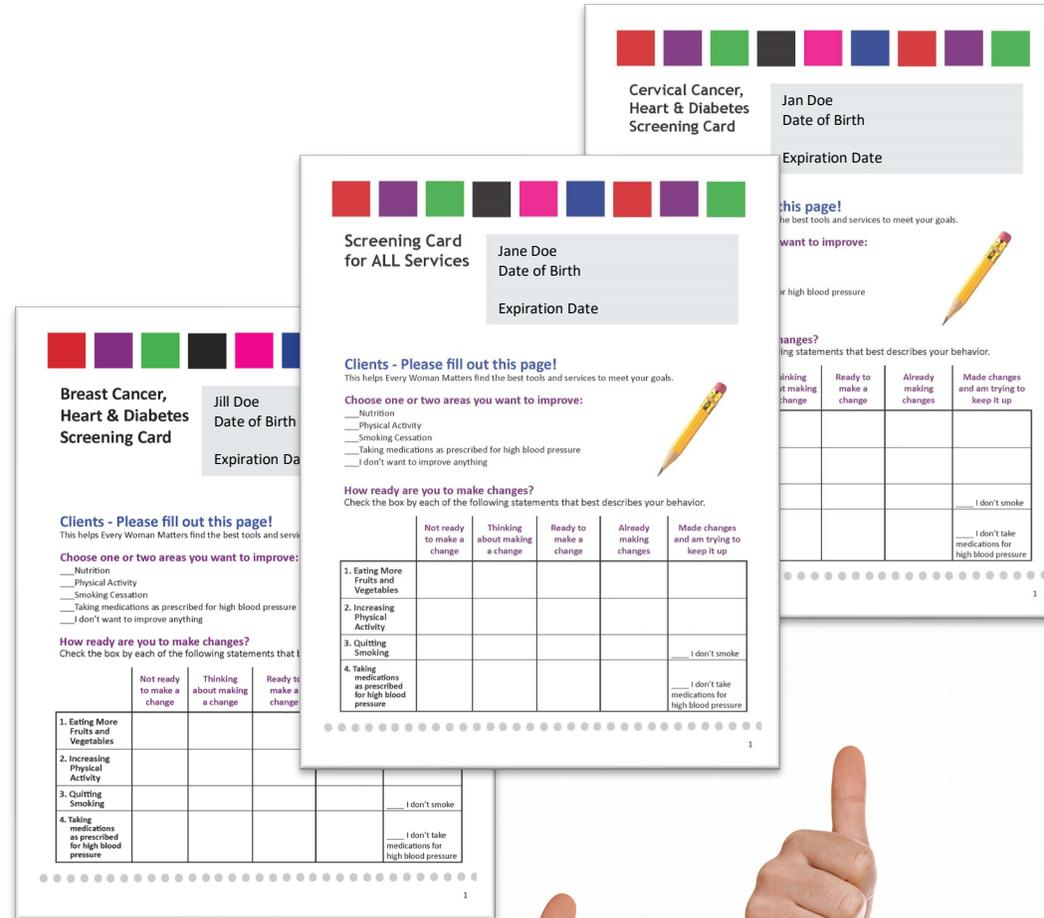 Cervical Cancer,
Heart & Diabetes
Screening Card
Jan Doe
Date of Birth
Expiration Date
this page!
he best tools and services to meet your goals.
want to improve:
or high blood pressure
hanges?
ing statements that best describes your behavior.
inking
ut making
change
Ready to
make a
change
Already
making
changes
Made changes
and am trying to
keep it up
____ I don't smoke
____ I don't take
medications for
high blood pressure
1
Screening Card
for ALL Services
Jane Doe
Date of Birth
Expiration Date
Clients - Please fill out this page!
This helps Every Woman Matters find the best tools and services to meet your goals.
Choose one or two areas you want to improve:
___Nutrition
___Physical Activity
___Smoking Cessation
___Taking medications as prescribed for high blood pressure
___I don't want to improve anything
How ready are you to make changes?
Check the box by each of the following statements that best describes your behavior.
Not ready
to make a
change
Thinking
about making
a change
Ready to
make a
change
Already
making
changes
Made changes
and am trying to
keep it up
1. Eating More
Fruits and
Vegetables
2. Increasing
Physical
Activity
3. Quitting
Smoking
____ I don't smoke
4. Taking
medications
as prescribed
for high blood
pressure
____ I don't take
medications for
high blood pressure
1
Breast Cancer,
Heart & Diabetes
Screening Card
Jill Doe
Date of Birth
Expiration Da
Clients - Please fill out this page!
This helps Every Woman Matters find the best tools and servi
Choose one or two areas you want to improve:
___Nutrition
___Physical Activity
___Smoking Cessation
___Taking medications as prescribed for high blood pressure
___I don't want to improve anything
How ready are you to make changes?
Check the box by each of the following statements that b
Not ready
to make a
change
Thinking
about making
a change
Ready to
make a
change
1. Eating More
Fruits and
Vegetables
2. Increasing
Physical
Activity
3. Quitting
Smoking
____ I don't smoke
4. Taking
medications
as prescribed
for high blood
pressure
____ I don't take
medications for
high blood pressure
1